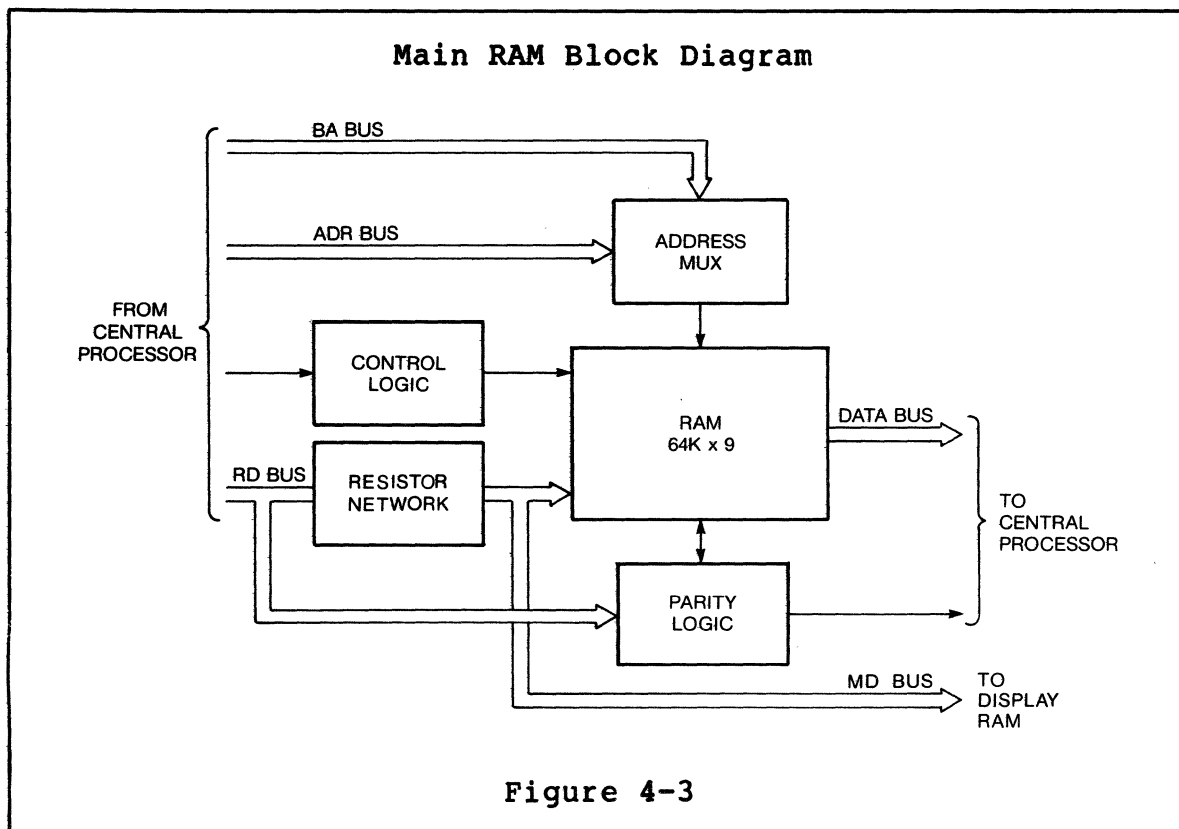 Main RAM Block Diagram
BA BUS
ADR BUS
ADDRESS
MUX
FROM
CENTRAL
PROCESSOR
CONTROL
LOGIC
RAM
64K x 9
DATA BUS
RD BUS
RESISTOR
NETWORK
TO
CENTRAL
PROCESSOR
PARITY
LOGIC
MD BUS
TO
DISPLAY
RAM
Figure 4-3